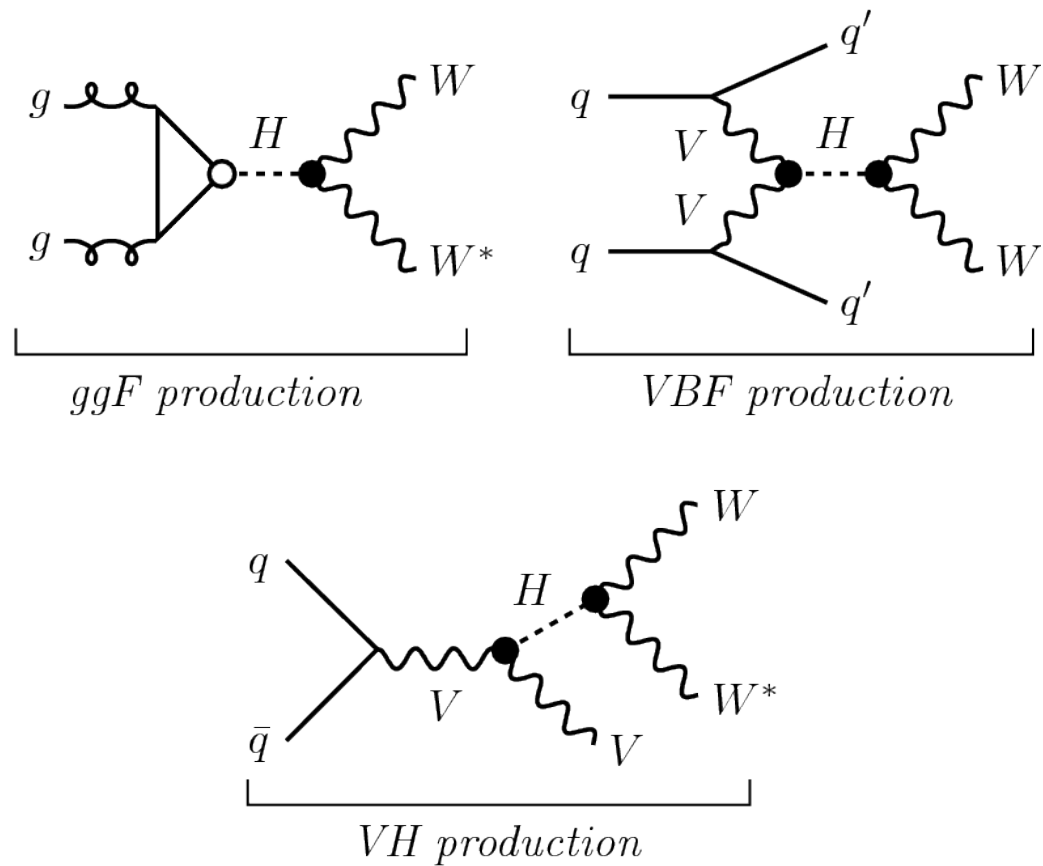 g
g
H
W
W*
ggF production
q
q
V
V
q′
q′
H
W
W
VBF production
q
q̄
V
H
V
W
W*
VH production